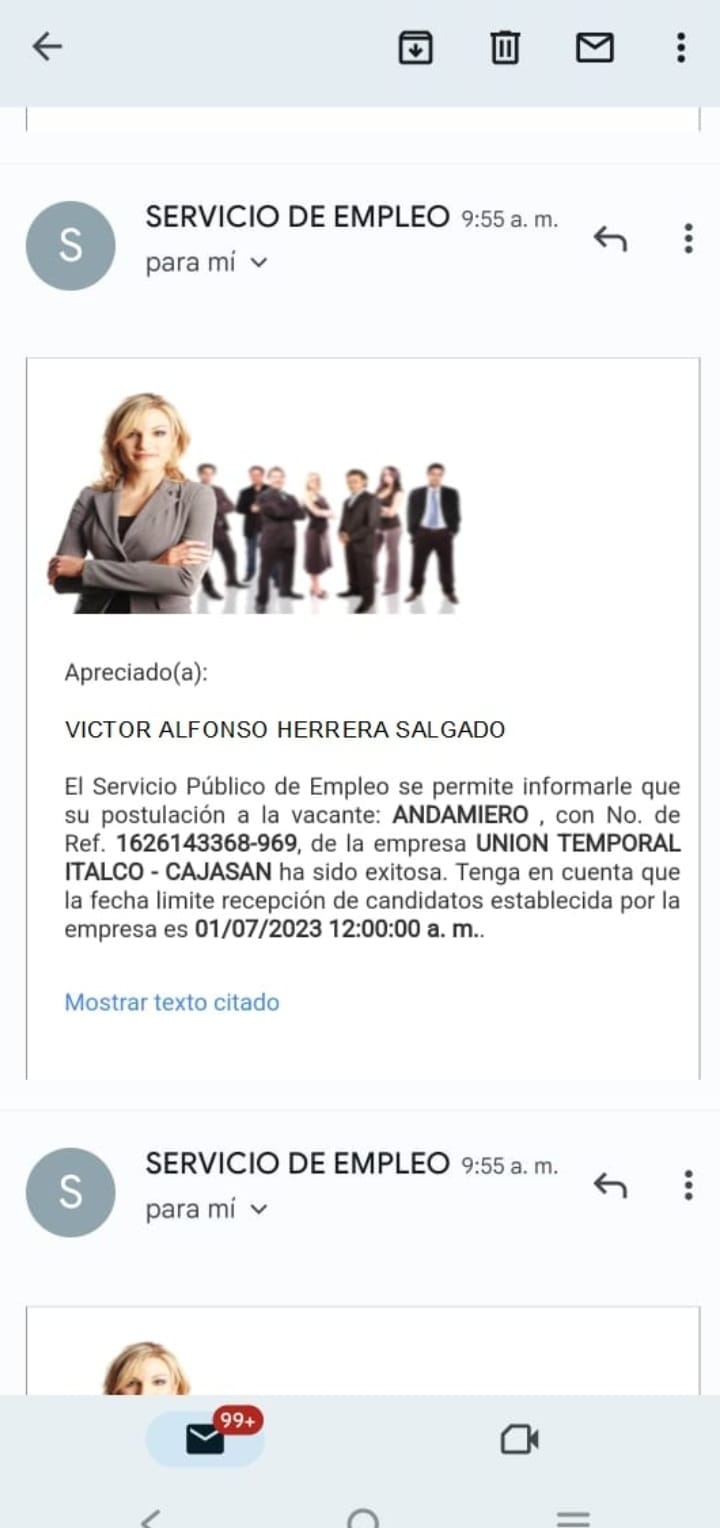 S
SERVICIO DE EMPLEO 9:55 a. m.
para mí
Apreciado(a):
VICTOR ALFONSO HERRERA SALGADO
El Servicio Público de Empleo se permite informarle que
su postulación a la vacante: ANDAMIERO , con No. de
Ref. 1626143368-969, de la empresa UNION TEMPORAL
ITALCO - CAJASAN ha sido exitosa. Tenga en cuenta que
la fecha limite recepción de candidatos establecida por la
empresa es 01/07/2023 12:00:00 a. m..
Mostrar texto citado
S
SERVICIO DE EMPLEO 9:55 a. m.
para mí
99+